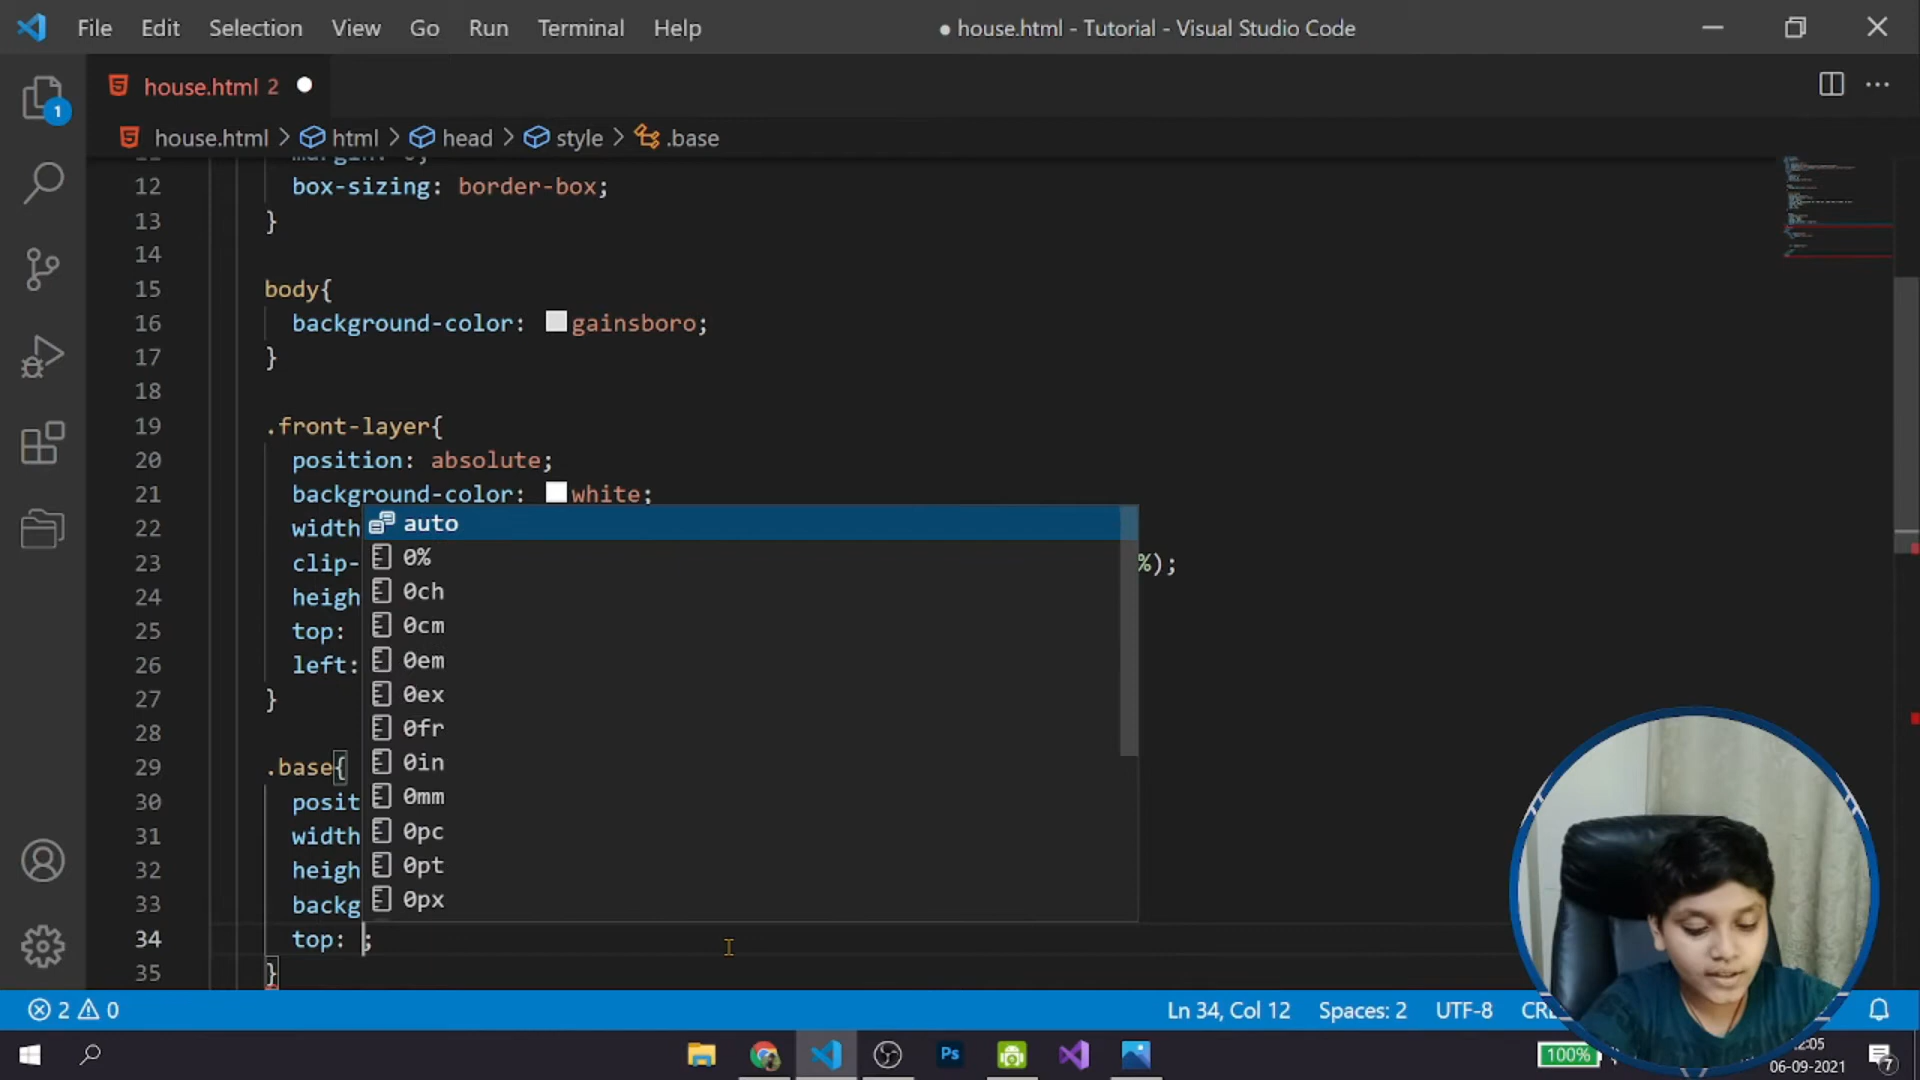 File Edit Selection View Go Run Terminal Help
● house.html - Tutorial - Visual Studio Code
house.html 2
house.html > html > head > style > .base
12 box-sizing: border-box;
13 }
14
15 body{
16 background-color: gainsboro;
17 }
18
19 .front-layer{
20 position: absolute;
21 background-color: white;
22 width
23 clip- %);
24 heigh
25 top:
26 left:
27 }
28
29 .base{
30 posit
31 width
32 heigh
33 backg
34 top: ;
35 }
auto
0%
0ch
0cm
0em
0ex
0fr
0in
0mm
0pc
0pt
0px
1
2 0
Ln 34, Col 12 Spaces: 2 UTF-8
Ps
100%
06-09-2021
7